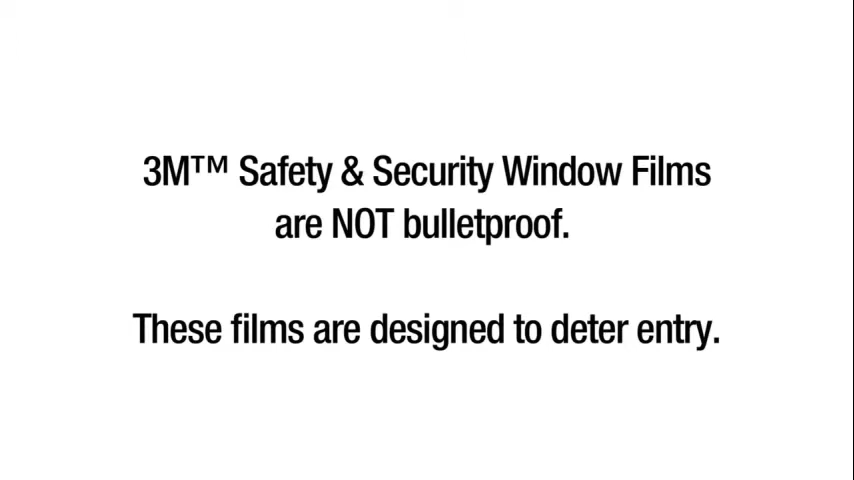 3M™ Safety & Security Window Films
are NOT bulletproof.
These films are designed to deter entry.